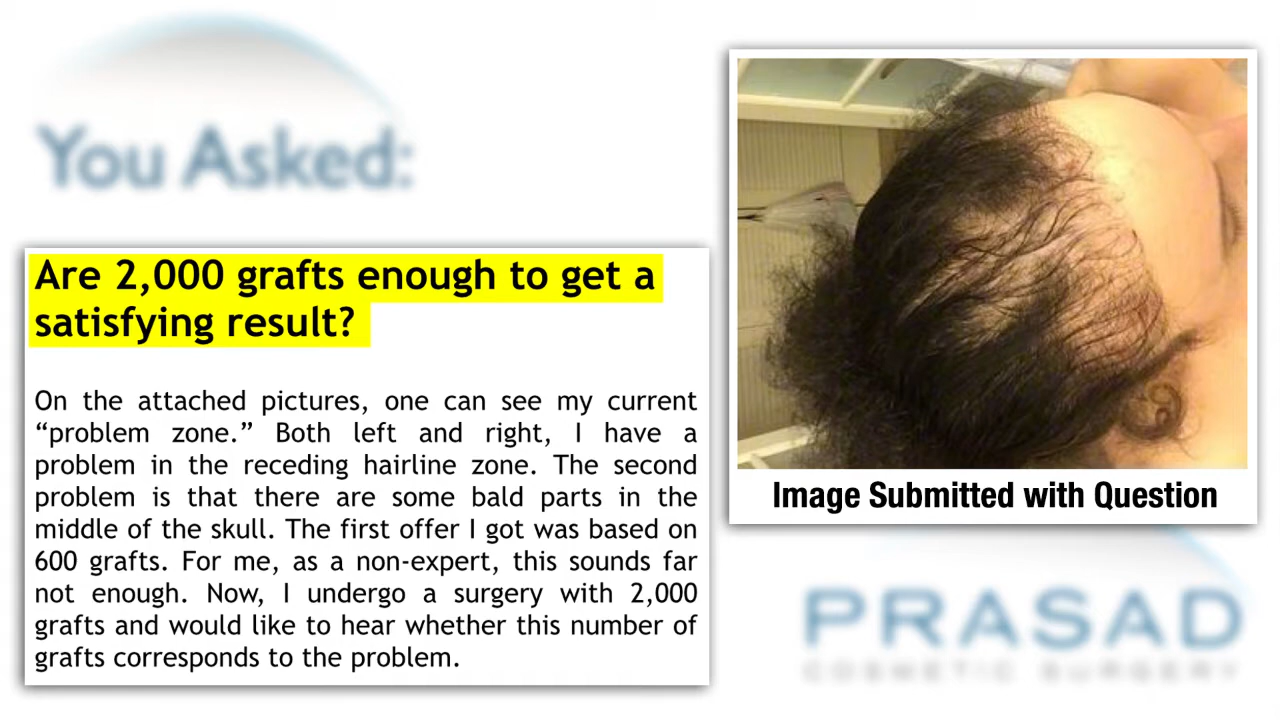 You Asked:
Are 2,000 grafts enough to get a
satisfying result?
On the attached pictures, one can see my current
“problem zone.” Both left and right, I have a
problem in the receding hairline zone. The second
problem is that there are some bald parts in the
middle of the skull. The first offer I got was based on
600 grafts. For me, as a non-expert, this sounds far
not enough. Now, I undergo a surgery with 2,000
grafts and would like to hear whether this number of
grafts corresponds to the problem.
Image Submitted with Question
PRASAD
COSMETIC SURGERY